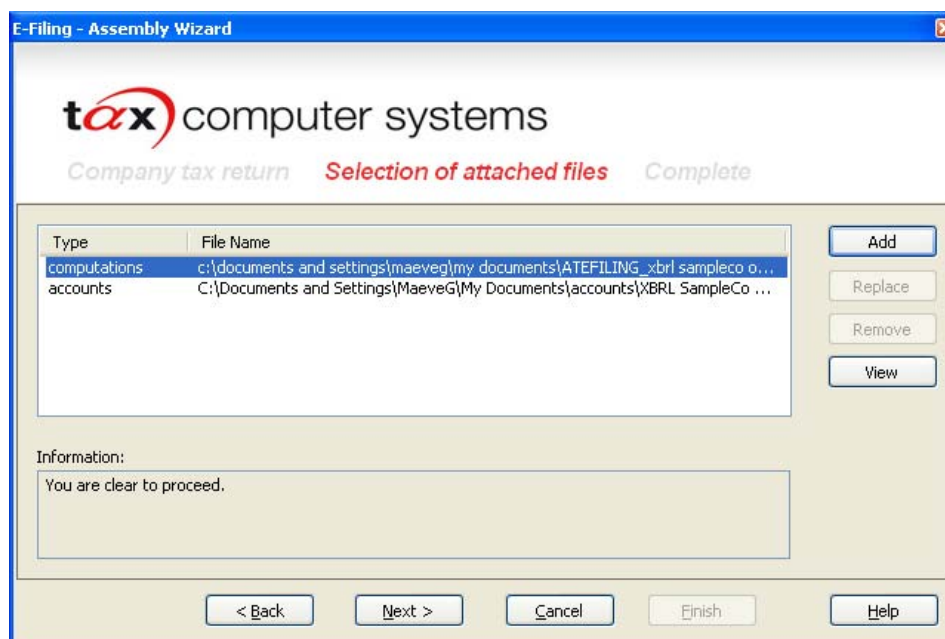 E-Filing - Assembly Wizard
tax computer systems
Company tax return Selection of attached files Complete
Type File Name
computations c:\documents and settings\maeveg\my documents\ATEFILING_xbrl sampleco o...
accounts C:\Documents and Settings\MaeveG\My Documents\accounts\XBRL SampleCo ...
Add
Replace
Remove
View
Information:
You are clear to proceed.
< Back Next > Cancel Finish Help